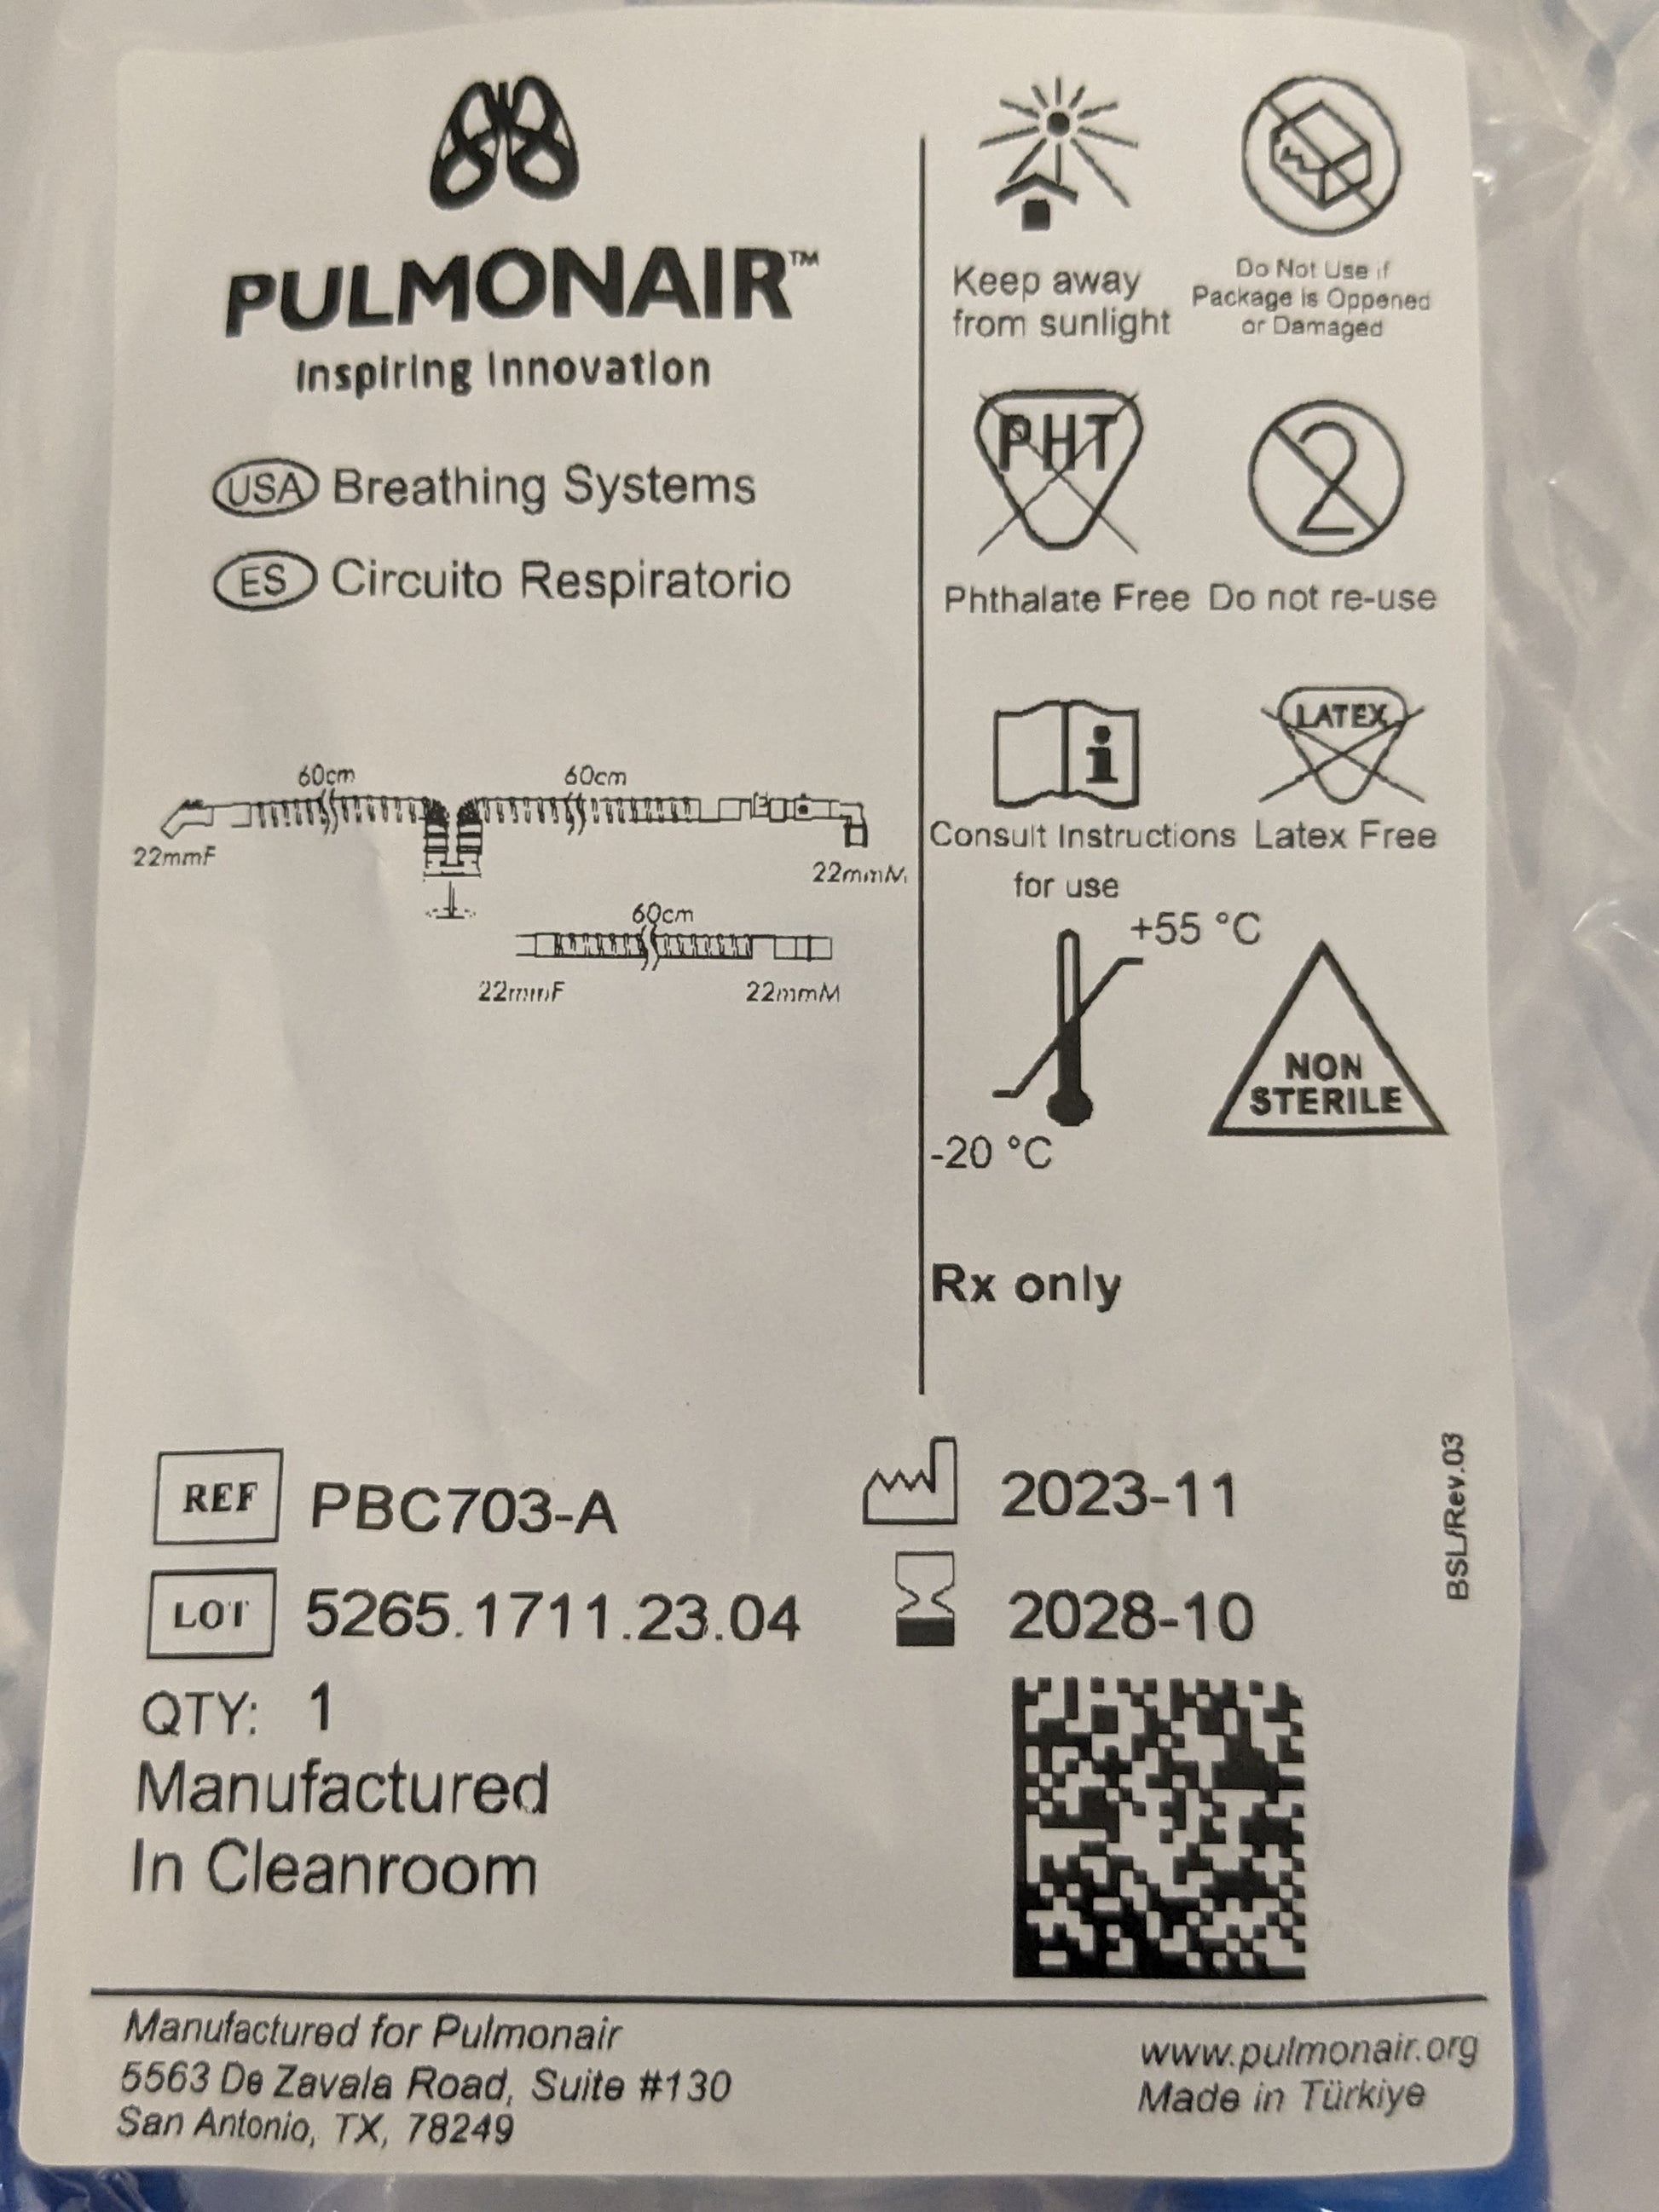 PULMONAIR™
Inspiring Innovation
USA Breathing Systems
ES Circuito Respiratorio
60cm 60cm
22mmF
22mmM
60cm
22mmF 22mmM
Keep away
from sunlight
Do Not Use if
Package is Oppened
or Damaged
PHT
2
Phthalate Free Do not re-use
i
LATEX
Consult Instructions
for use
Latex Free
+55 °C
-20 °C
NON
STERILE
Rx only
REF PBC703-A
2023-11
LOT 5265.1711.23.04
2028-10
BSL/Rev.03
QTY: 1
Manufactured
In Cleanroom
Manufactured for Pulmonair
5563 De Zavala Road, Suite #130
San Antonio, TX, 78249
www.pulmonair.org
Made in Türkiye